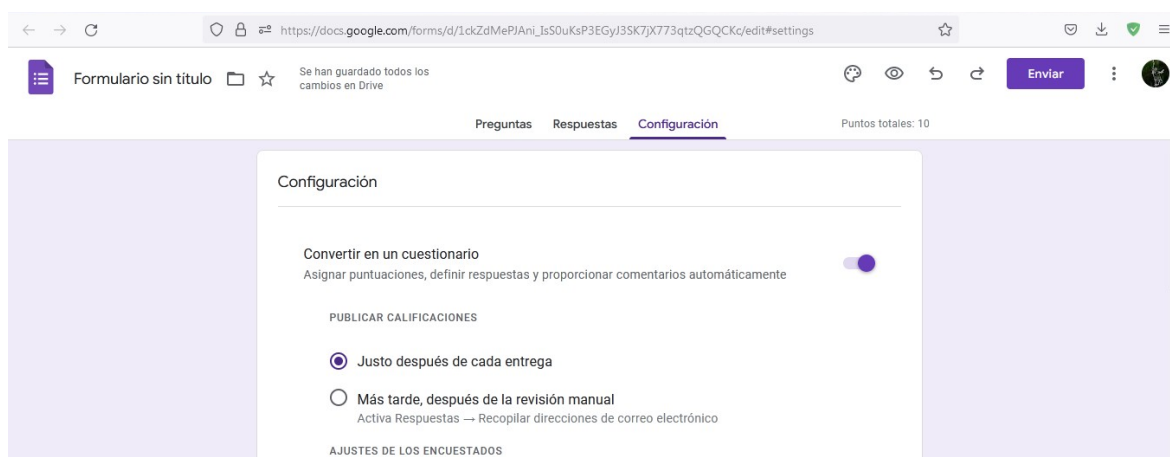 https://docs.google.com/forms/d/1ckZdMePJAni_IsS0uKsP3EGyJ3SK7jX773qtzQGQCKc/edit#settings
Formulario sin título
Se han guardado todos los
cambios en Drive
Enviar
Preguntas Respuestas Configuración Puntos totales: 10
Configuración
Convertir en un cuestionario
Asignar puntuaciones, definir respuestas y proporcionar comentarios automáticamente
PUBLICAR CALIFICACIONES
Justo después de cada entrega
Más tarde, después de la revisión manual
Activa Respuestas → Recopilar direcciones de correo electrónico
AJUSTES DE LOS ENCUESTADOS